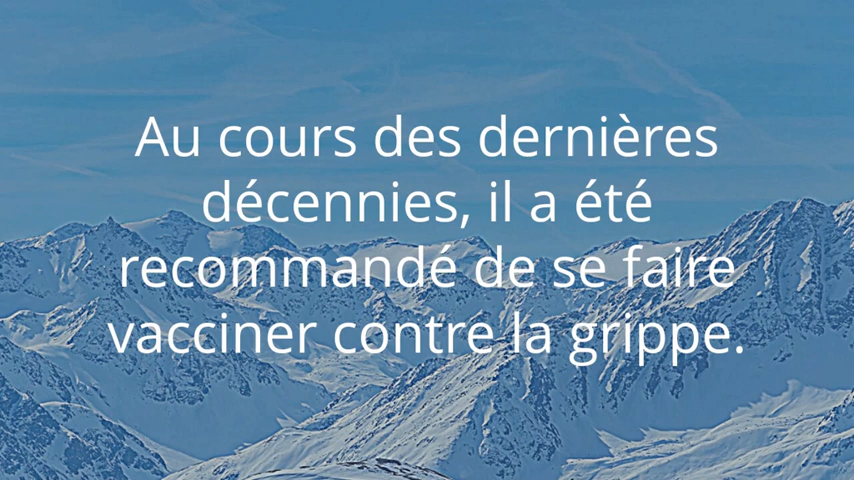 Au cours des dernières
décennies, il a été
recommandé de se faire
vacciner contre la grippe.